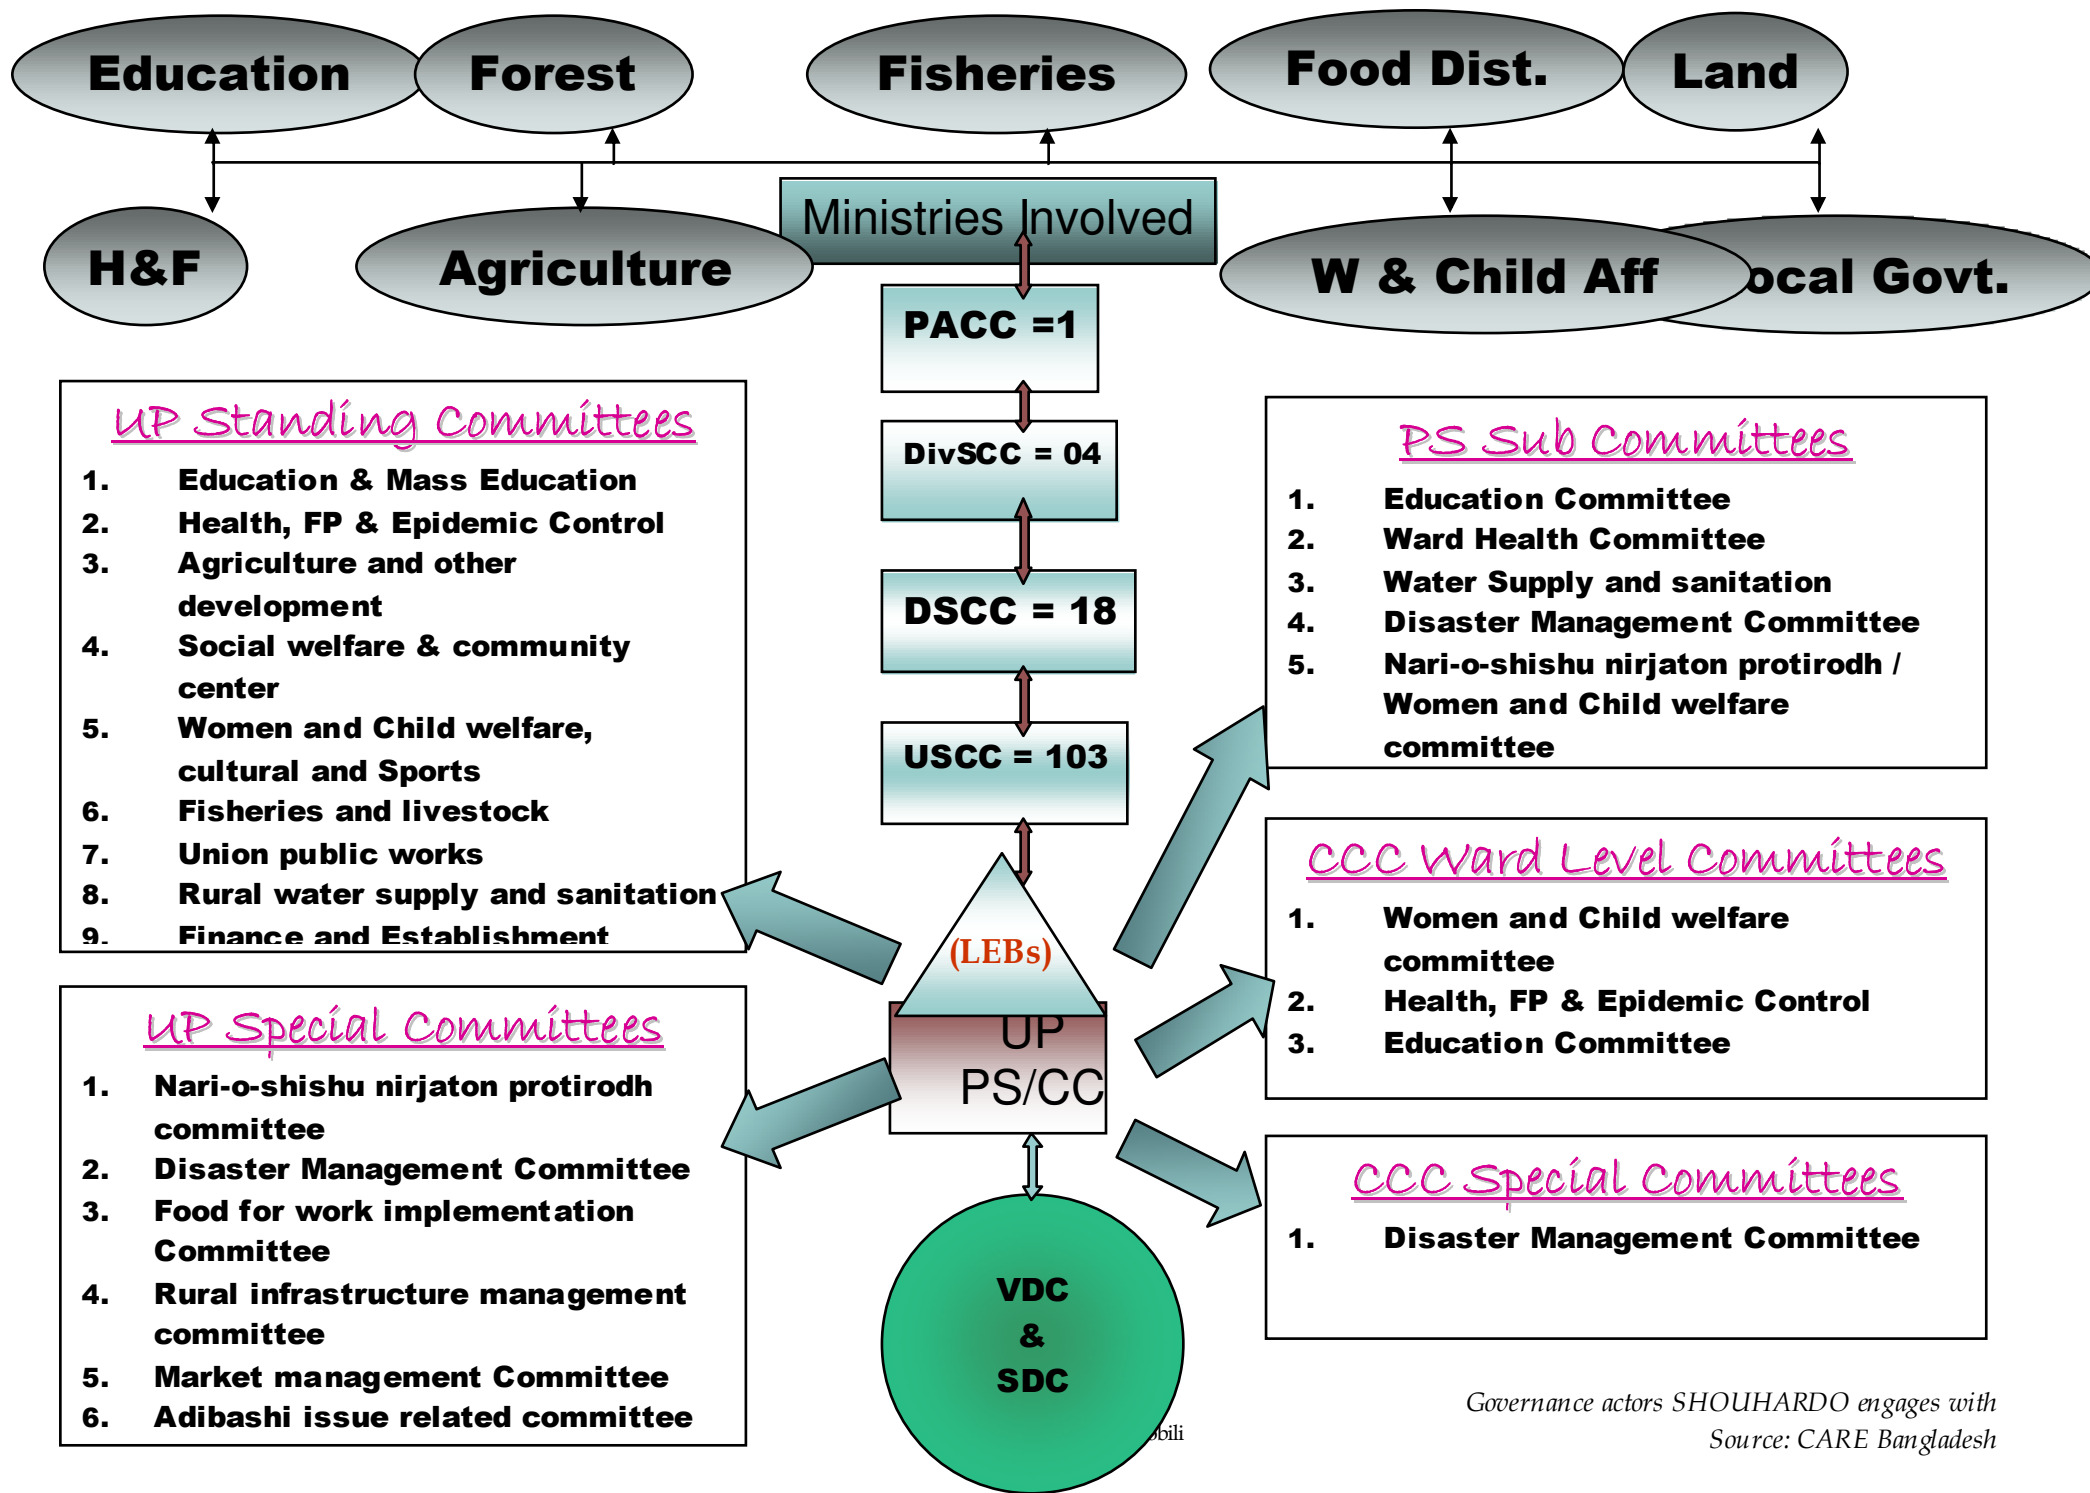 Education
Forest
Fisheries
Food Dist.
Land
Ministries Involved
H&F
Agriculture
W & Child Aff
ocal Govt.
PACC =1
DivSCC = 04
DSCC = 18
USCC = 103
UP Standing Committees
1. Education & Mass Education
2. Health, FP & Epidemic Control
3. Agriculture and other
development
4. Social welfare & community
center
5. Women and Child welfare,
cultural and Sports
6. Fisheries and livestock
7. Union public works
8. Rural water supply and sanitation
9. Finance and Establishment
UP Special Committees
1. Nari-o-shishu nirjaton protirodh
committee
2. Disaster Management Committee
3. Food for work implementation
Committee
4. Rural infrastructure management
committee
5. Market management Committee
6. Adibashi issue related committee
(LEBs)
UP
PS/CC
VDC
&
SDC
PS Sub Committees
1. Education Committee
2. Ward Health Committee
3. Water Supply and sanitation
4. Disaster Management Committee
5. Nari-o-shishu nirjaton protirodh /
Women and Child welfare
committee
CCC Ward Level Committees
1. Women and Child welfare
committee
2. Health, FP & Epidemic Control
3. Education Committee
CCC Special Committees
1. Disaster Management Committee
Governance actors SHOUHARDO engages with
Source: CARE Bangladesh